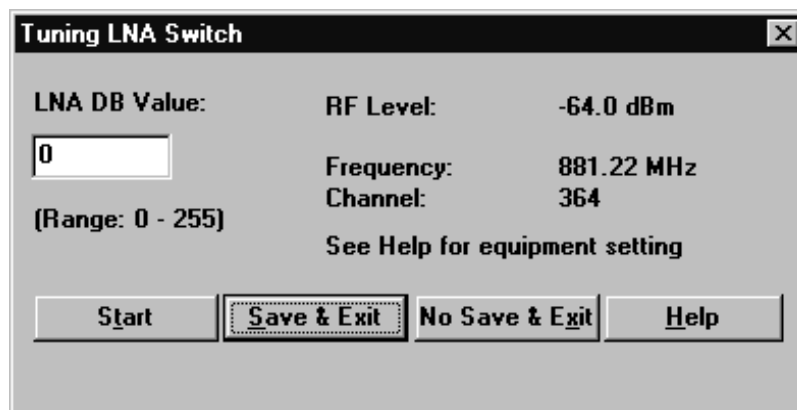 Tuning LNA Switch
LNA DB Value:
0
(Range: 0 - 255)
RF Level: -64.0 dBm
Frequency: 881.22 MHz
Channel: 364
See Help for equipment setting
Start Save & Exit No Save & Exit Help